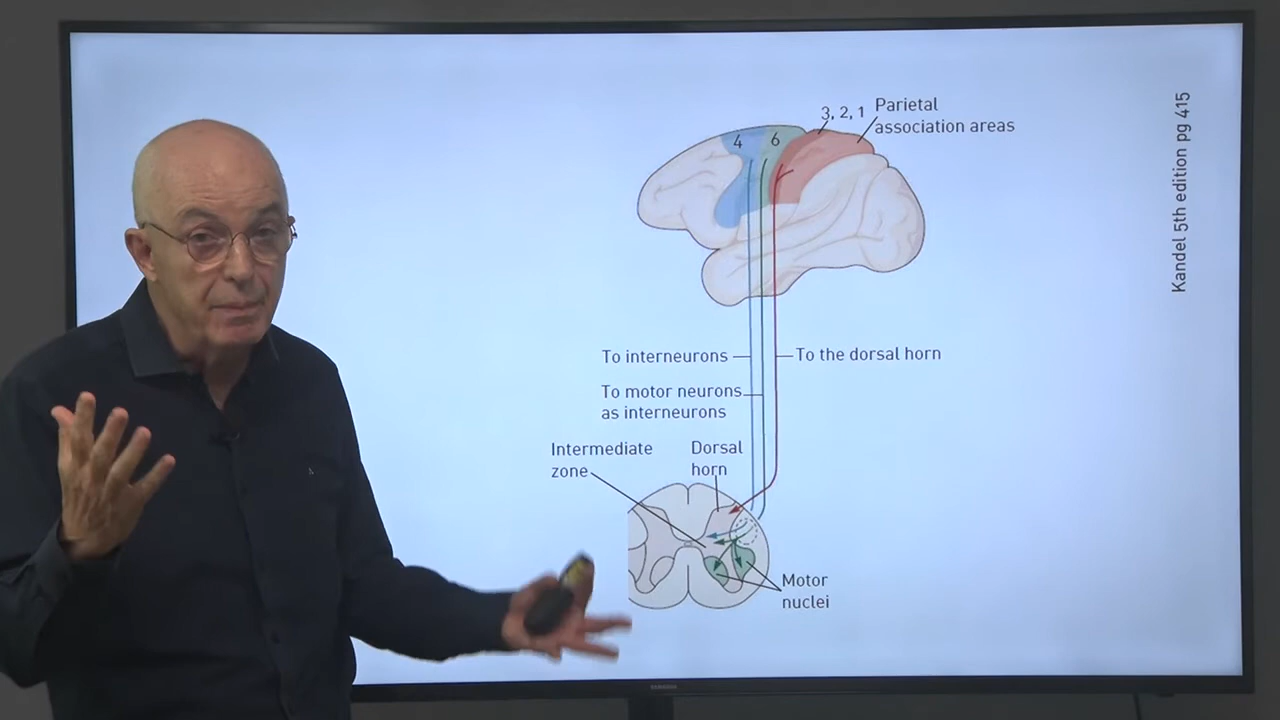 3, 2, 1
Parietal
association areas
4
6
Kandel 5th edition pg 415
To interneurons
To the dorsal horn
To motor neurons
as interneurons
Intermediate
zone
Dorsal
horn
Motor
nuclei
SAMSUNG